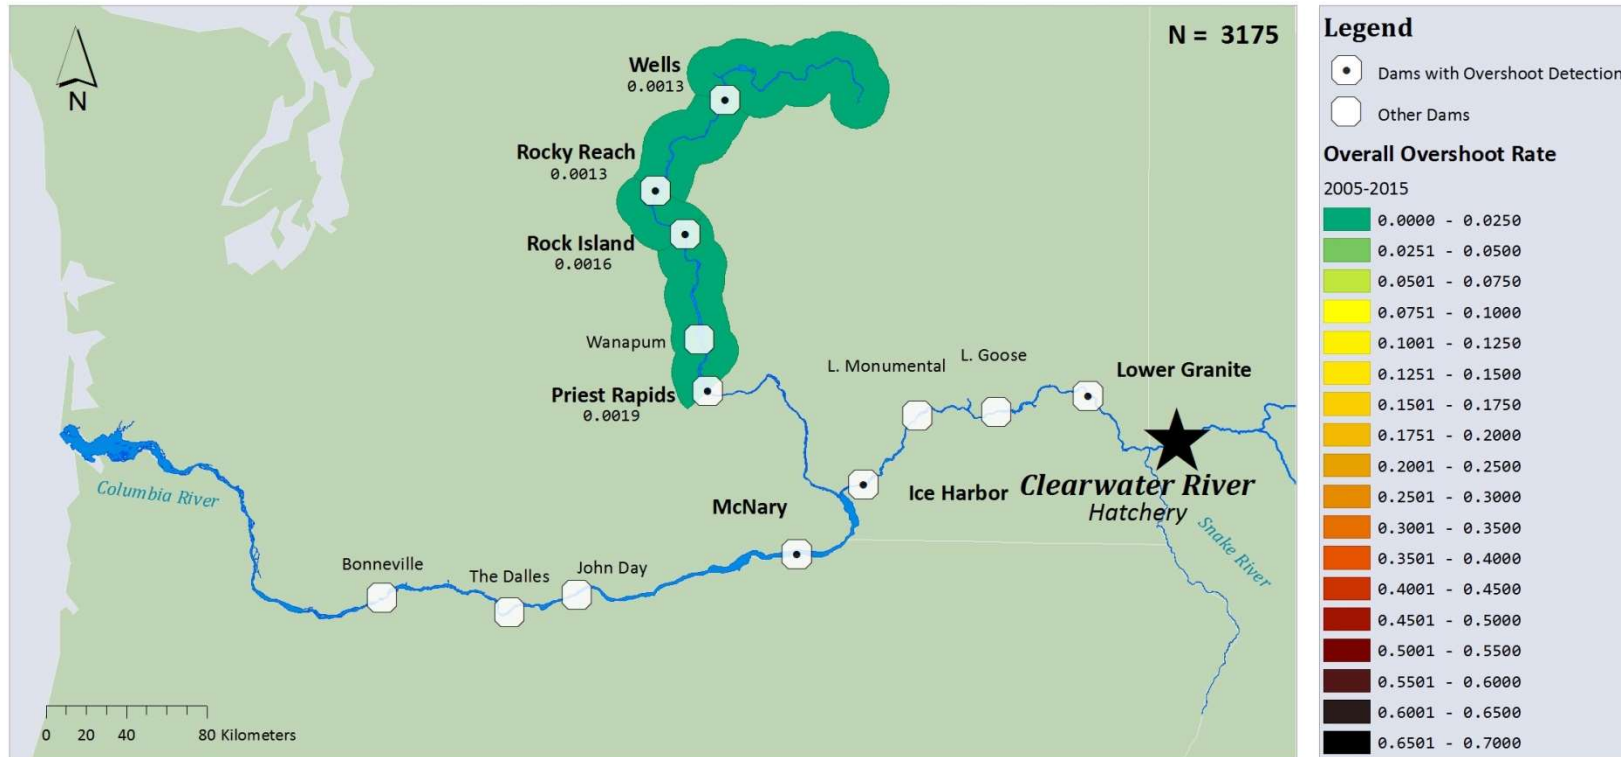 N = 3175
N
Wells
0.0013
Rocky Reach
0.0013
Rock Island
0.0016
Wanapum
Priest Rapids
0.0019
L. Monumental
L. Goose
Lower Granite
Columbia River
McNary
Ice Harbor
Clearwater River
Hatchery
Snake River
Bonneville
The Dalles
John Day
0 20 40 80 Kilometers
Legend
Dams with Overshoot Detection
Other Dams
Overall Overshoot Rate
2005-2015
0.0000 - 0.0250
0.0251 - 0.0500
0.0501 - 0.0750
0.0751 - 0.1000
0.1001 - 0.1250
0.1251 - 0.1500
0.1501 - 0.1750
0.1751 - 0.2000
0.2001 - 0.2500
0.2501 - 0.3000
0.3001 - 0.3500
0.3501 - 0.4000
0.4001 - 0.4500
0.4501 - 0.5000
0.5001 - 0.5500
0.5501 - 0.6000
0.6001 - 0.6500
0.6501 - 0.7000